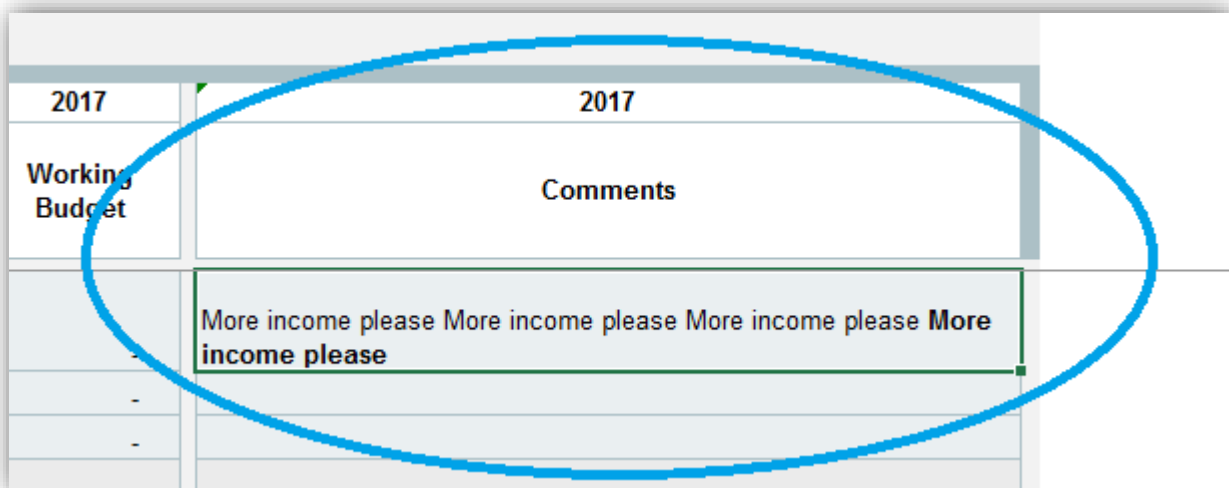 2017
2017
Working
Budget
Comments
More income please More income please More income please More
income please
-
-
-